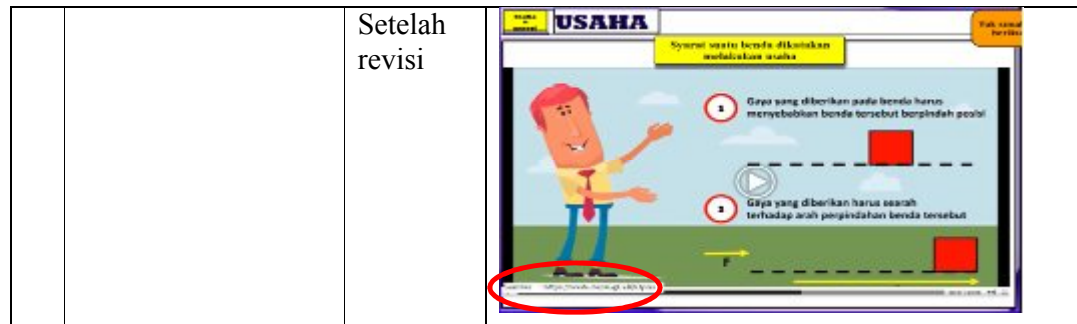 Setelah
revisi
USAHA
Syarat suatu benda dikatakan
melakukan usaha
1
Gaya yang diberikan pada benda harus
menyebabkan benda tersebut berpindah posisi
2
Gaya yang diberikan harus searah
terhadap arah perpindahan benda tersebut
F